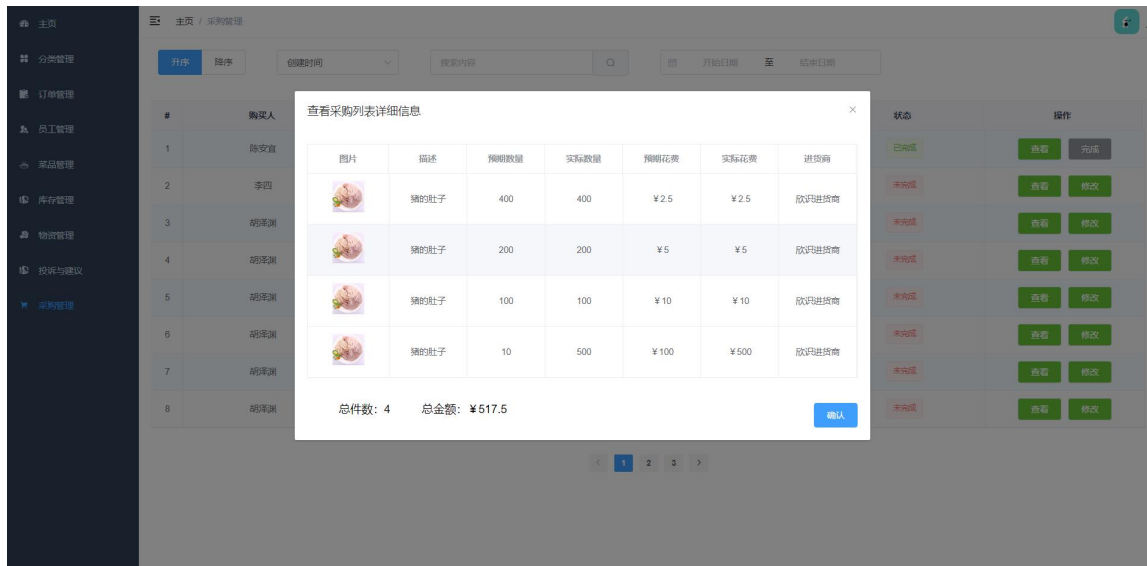 主页
分类管理
订单管理
员工管理
菜品管理
库存管理
物资管理
投诉与建议
采购管理
主页 / 采购管理
升序 降序 创建时间 搜索内容 开始日期 至 结束日期
# 购买人 状态 操作
1 陈安宜 已完成 查看 完成
2 李四 未完成 查看 修改
3 胡泽渊 未完成 查看 修改
4 胡泽渊 未完成 查看 修改
5 胡泽渊 未完成 查看 修改
6 胡泽渊 未完成 查看 修改
7 胡泽渊 未完成 查看 修改
8 胡泽渊 未完成 查看 修改
查看采购列表详细信息
图片 描述 预期数量 实际数量 预期花费 实际花费 进货商
猪的肚子 400 400 ¥2.5 ¥2.5 欣识进货商
猪的肚子 200 200 ¥5 ¥5 欣识进货商
猪的肚子 100 100 ¥10 ¥10 欣识进货商
猪的肚子 10 500 ¥100 ¥500 欣识进货商
总件数: 4 总金额: ¥517.5
确认
1 2 3